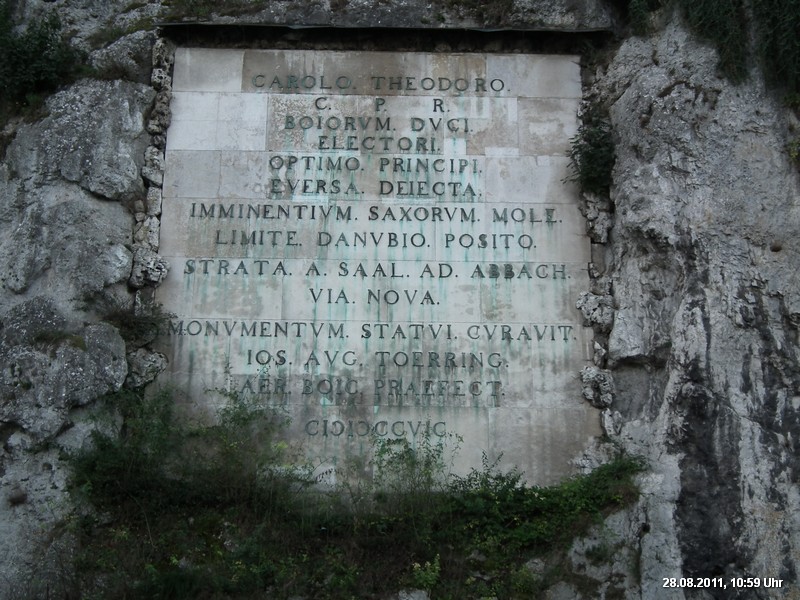 CAROLO. THEODORO.
C. P. R.
BOIORVM. DVCI.
ELECTORI.
OPTIMO. PRINCIPI.
EVERSA. DEIECTA.
IMMINENTIVM. SAXORVM. MOLE.
LIMITE. DANVBIO. POSITO.
STRATA. A. SAAL. AD. ABBACH.
VIA. NOVA.
MONVMENTVM. STATVI. CVRAVIT.
IOS. AVG. TOERRING.
AER. BOIC. PRAEFECT.
CIↃIↃCCVIC.
28.08.2011, 10:59 Uhr